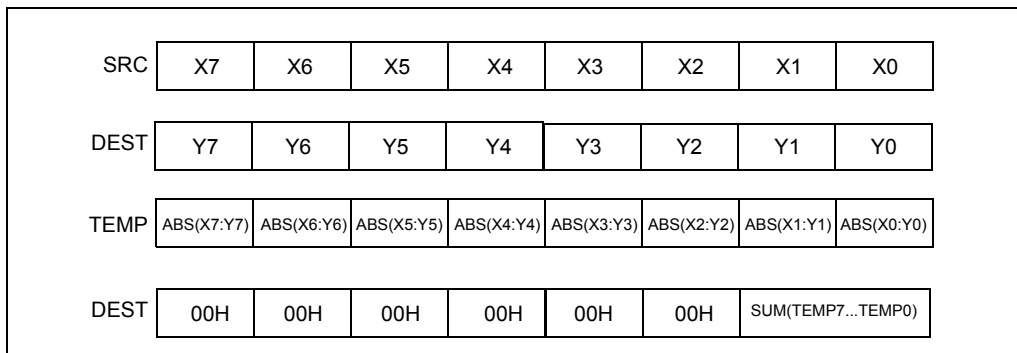 SRC X7 X6 X5 X4 X3 X2 X1 X0
DEST Y7 Y6 Y5 Y4 Y3 Y2 Y1 Y0
TEMP ABS(X7:Y7) ABS(X6:Y6) ABS(X5:Y5) ABS(X4:Y4) ABS(X3:Y3) ABS(X2:Y2) ABS(X1:Y1) ABS(X0:Y0)
DEST 00H 00H 00H 00H 00H 00H SUM(TEMP7...TEMP0)